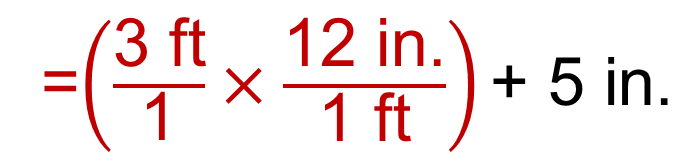 =(3 ft/1 × 12 in./1 ft) + 5 in.